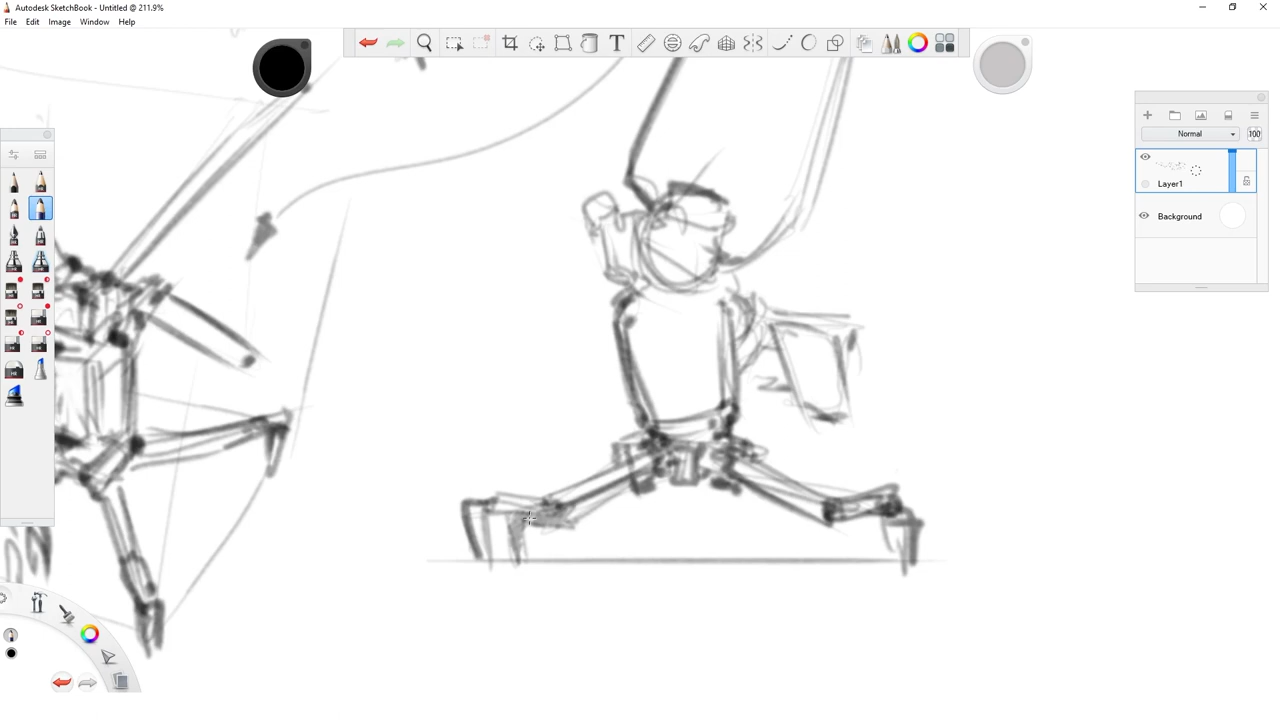 Autodesk SketchBook - Untitled @ 211.9%
File Edit Image Window Help
Normal 100
Layer1
Background